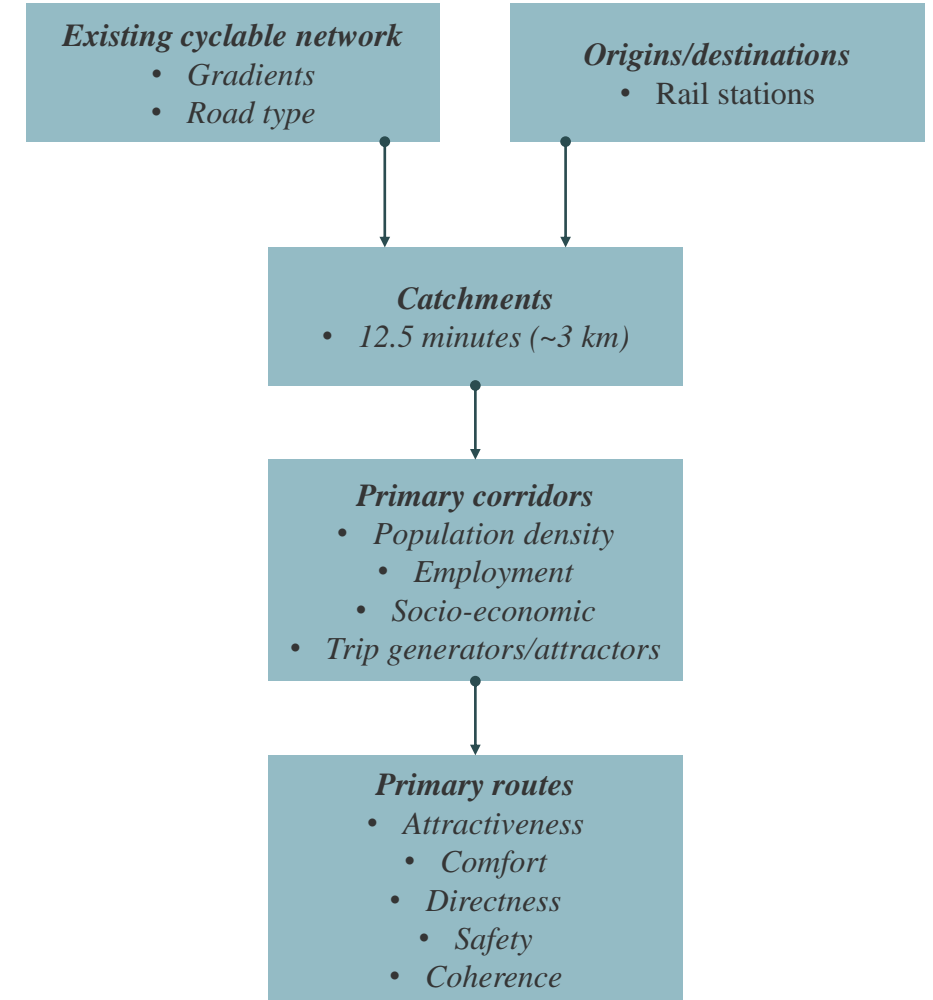 Existing cyclable network
• Gradients
• Road type
Origins/destinations
• Rail stations
Catchments
• 12.5 minutes (~3 km)
Primary corridors
• Population density
• Employment
• Socio-economic
• Trip generators/attractors
Primary routes
• Attractiveness
• Comfort
• Directness
• Safety
• Coherence